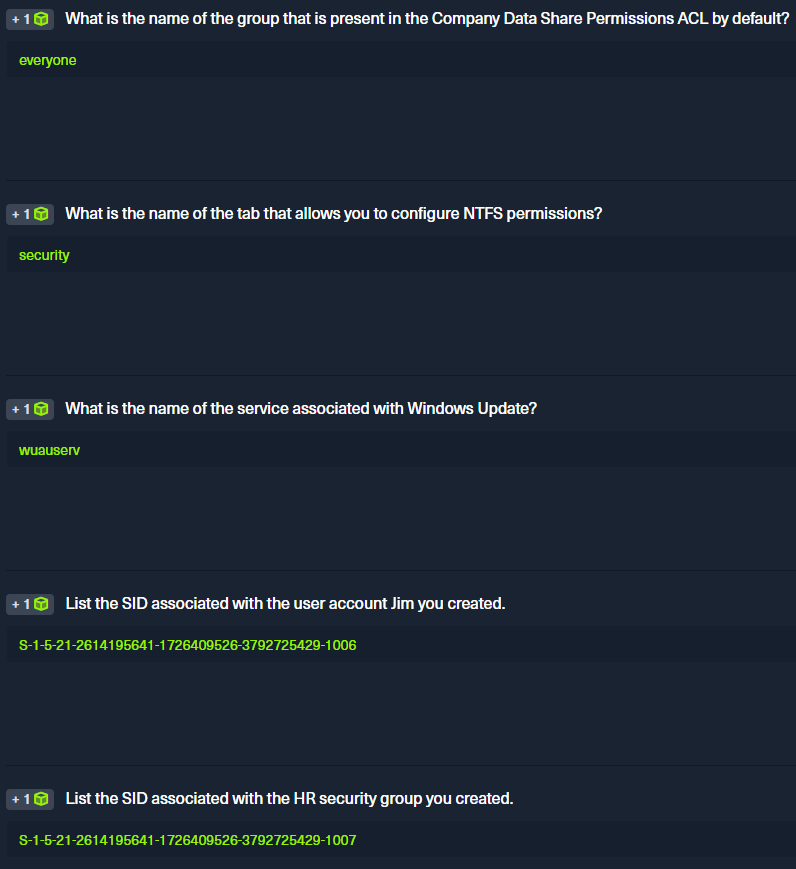 + 1 What is the name of the group that is present in the Company Data Share Permissions ACL by default?
everyone
+ 1 What is the name of the tab that allows you to configure NTFS permissions?
security
+ 1 What is the name of the service associated with Windows Update?
wuauserv
+ 1 List the SID associated with the user account Jim you created.
S-1-5-21-2614195641-1726409526-3792725429-1006
+ 1 List the SID associated with the HR security group you created.
S-1-5-21-2614195641-1726409526-3792725429-1007